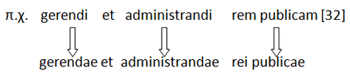 π.χ. gerendi et administrandi rem publicam [32]
gerendae et administrandae rei publicae